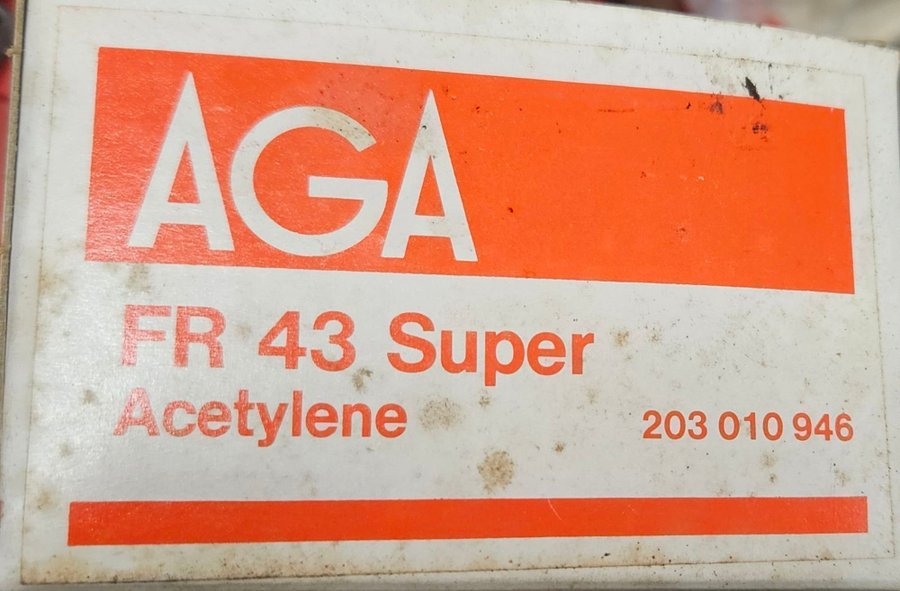 AGA
FR 43 Super
Acetylene
203 010 946